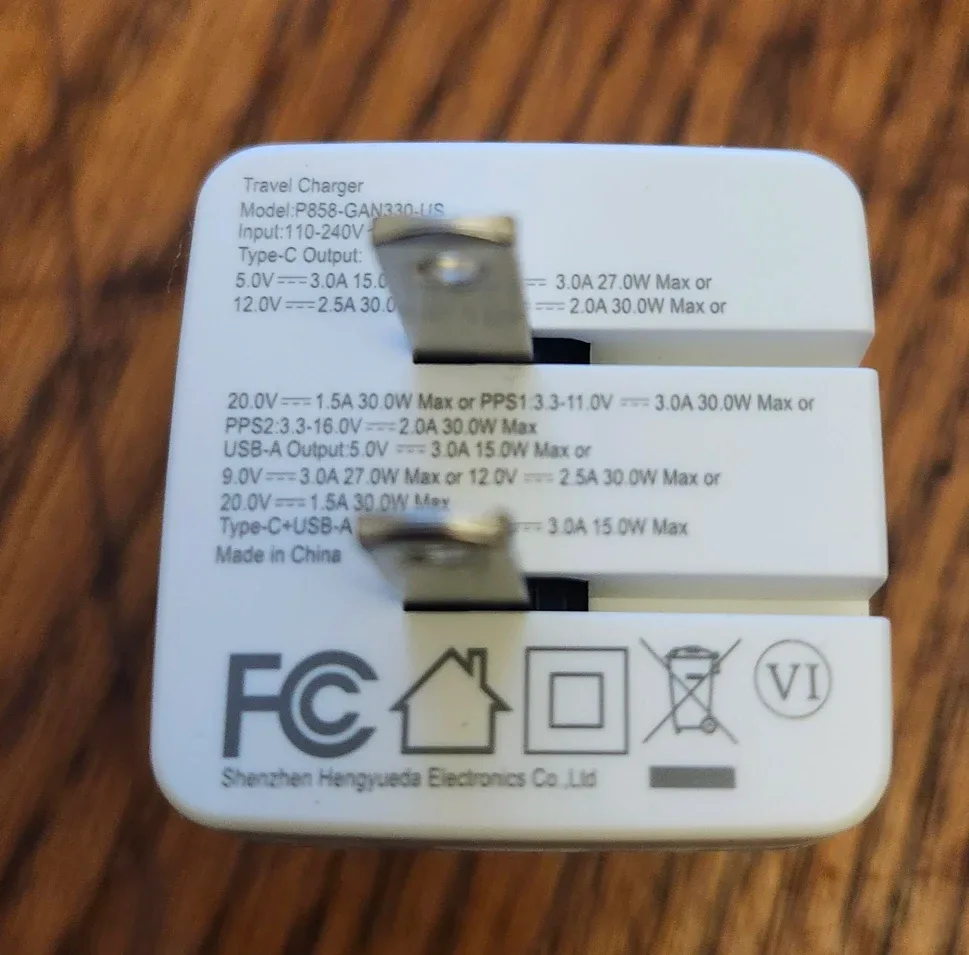 Travel Charger
Model:P858-GAN330-US
Input:110-240V
Type-C Output:
5.0V⎓3.0A 15.0 ⎓ 3.0A 27.0W Max or
12.0V⎓2.5A 30.0 ⎓2.0A 30.0W Max or
20.0V⎓1.5A 30.0W Max or PPS1:3.3-11.0V ⎓ 3.0A 30.0W Max or
PPS2:3.3-16.0V⎓2.0A 30.0W Max
USB-A Output:5.0V ⎓3.0A 15.0W Max or
9.0V⎓3.0A 27.0W Max or 12.0V ⎓ 2.5A 30.0W Max or
20.0V⎓1.5A 30.0W Max
Type-C+USB-A ⎓3.0A 15.0W Max
Made in China
FC VI
Shenzhen Hengyueda Electronics Co.,Ltd